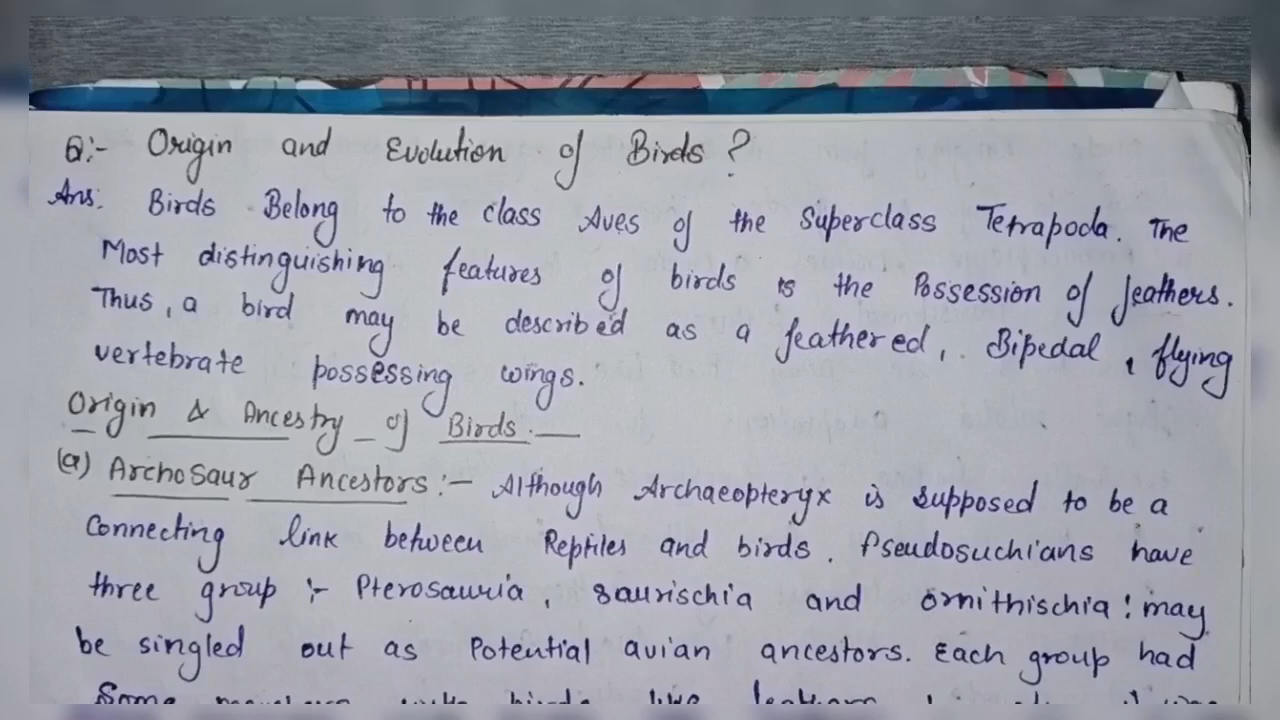 Q:- Origin and Evolution of Birds ?
Ans: Birds Belong to the class Aves of the Superclass Tetrapoda. The
Most distinguishing features of birds is the Possession of feathers.
Thus, a bird may be described as a feathered, Bipedal, flying
vertebrate possessing wings.
Origin & Ancestry of Birds.
(a) Archosaur Ancestors:- Although Archaeopteryx is supposed to be a
Connecting link between Reptiles and birds. Pseudosuchians have
three group :- Pterosauria, Saurischia and Ornithischia: may
be singled out as Potential avian ancestors. Each group had
Some birds like